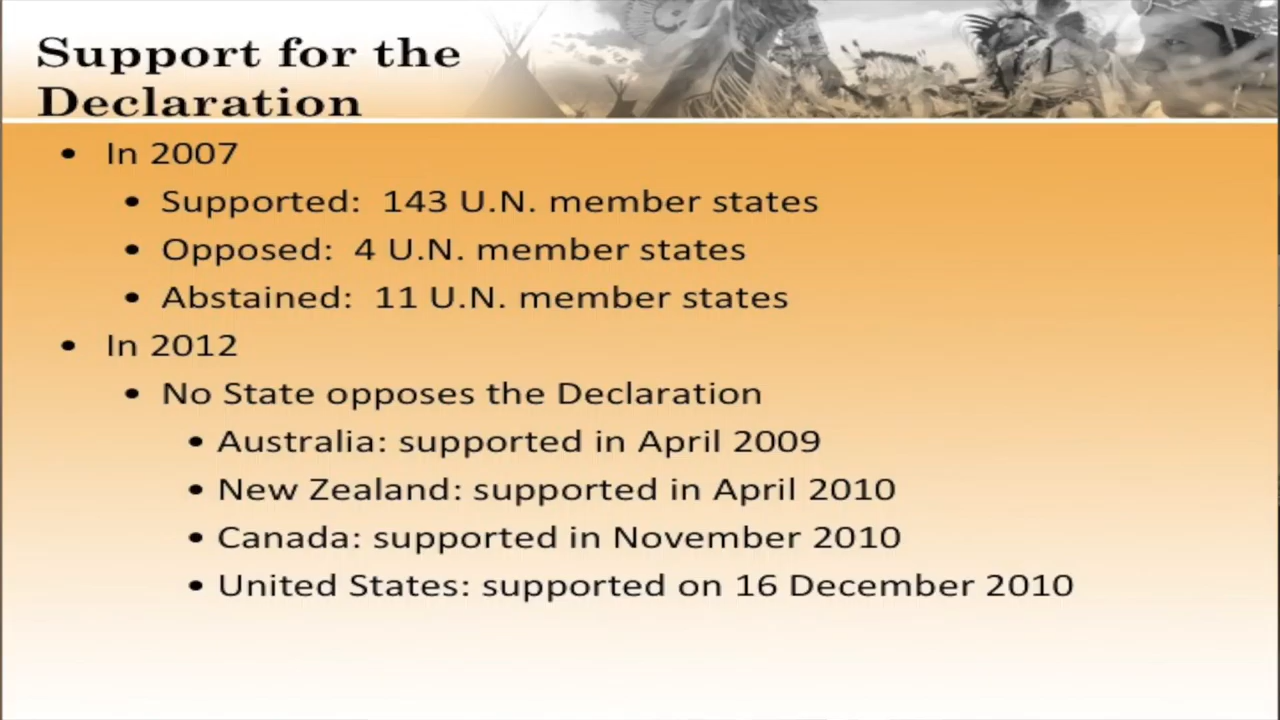 Support for the
Declaration
• In 2007
• Supported: 143 U.N. member states
• Opposed: 4 U.N. member states
• Abstained: 11 U.N. member states
• In 2012
• No State opposes the Declaration
• Australia: supported in April 2009
• New Zealand: supported in April 2010
• Canada: supported in November 2010
• United States: supported on 16 December 2010